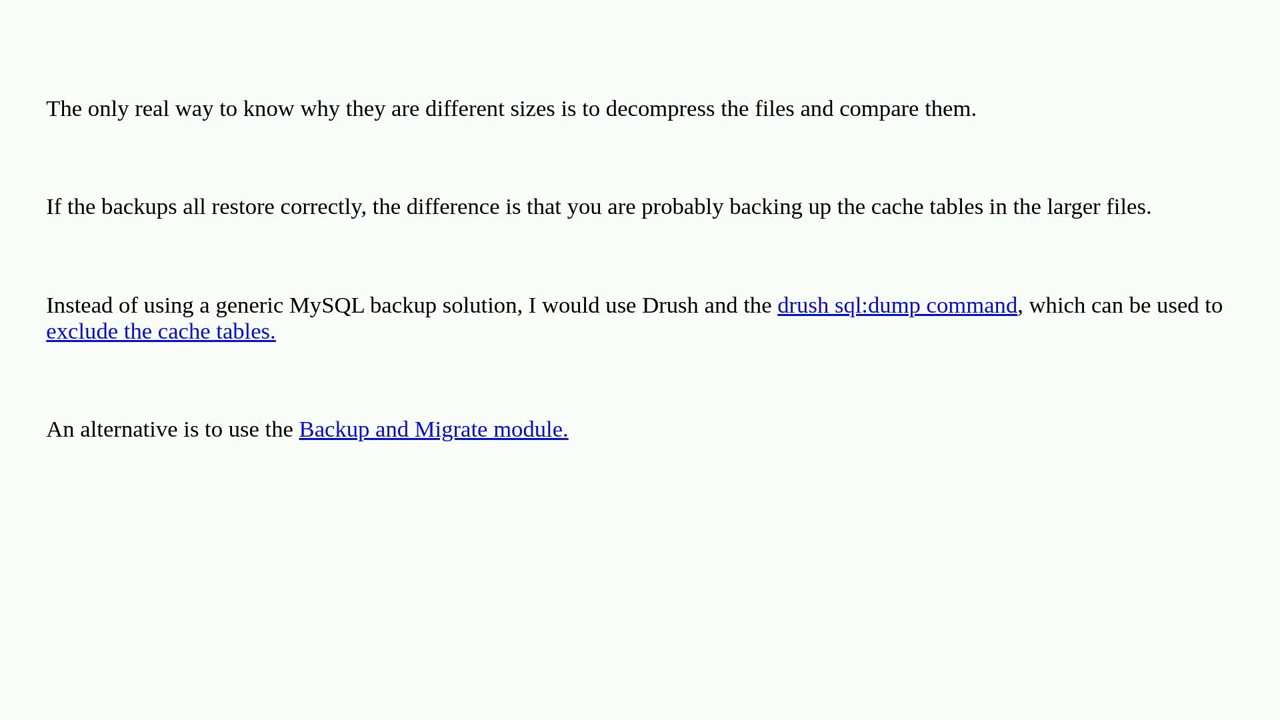 The only real way to know why they are different sizes is to decompress the files and compare them.
If the backups all restore correctly, the difference is that you are probably backing up the cache tables in the larger files.
Instead of using a generic MySQL backup solution, I would use Drush and the drush sql:dump command, which can be used to
exclude the cache tables.
An alternative is to use the Backup and Migrate module.